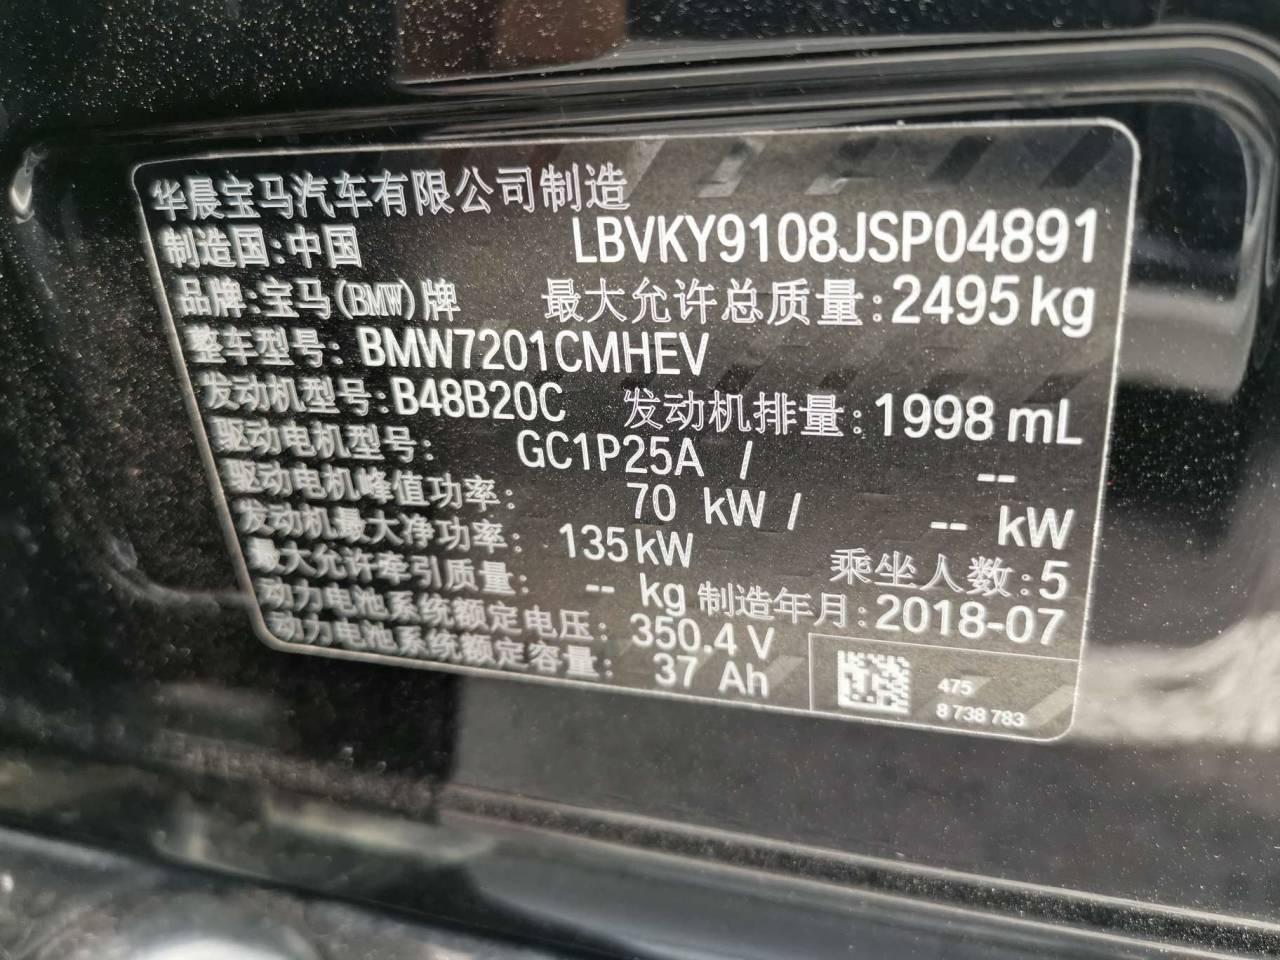 华晨宝马汽车有限公司制造
制造国:中国 LBVKY9108JSP04891
品牌:宝马(BMW)牌 最大允许总质量:2495kg
整车型号: BMW7201CMHEV
发动机型号:B48B20C 发动机排量:1998 mL
驱动电机型号: GC1P25A / --
驱动电机峰值功率: 70 kW / -- kW
发动机最大净功率: 135kW 乘坐人数:5
最大允许牵引质量: -- kg 制造年月:2018-07
动力电池系统额定电压: 350.4 V
动力电池系统额定容量: 37 Ah
475
8 738 783